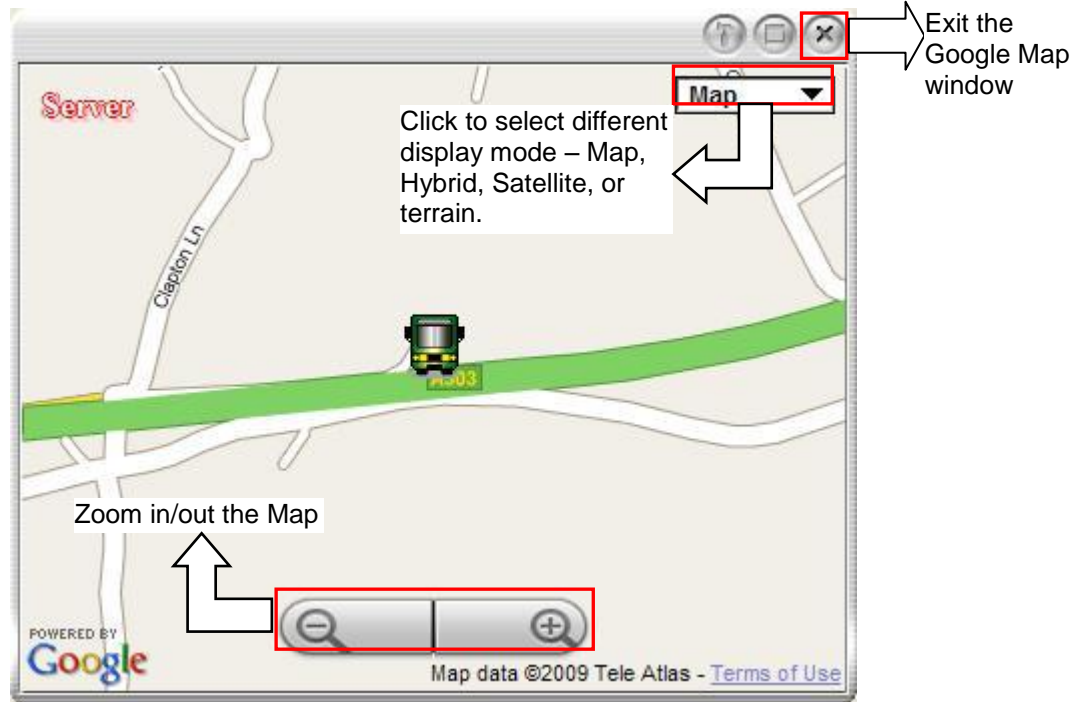 Exit the
Google Map
window
Server
Map
Click to select different
display mode – Map,
Hybrid, Satellite, or
terrain.
Clapton Ln
A303
Zoom in/out the Map
POWERED BY
Google
Map data ©2009 Tele Atlas - Terms of Use